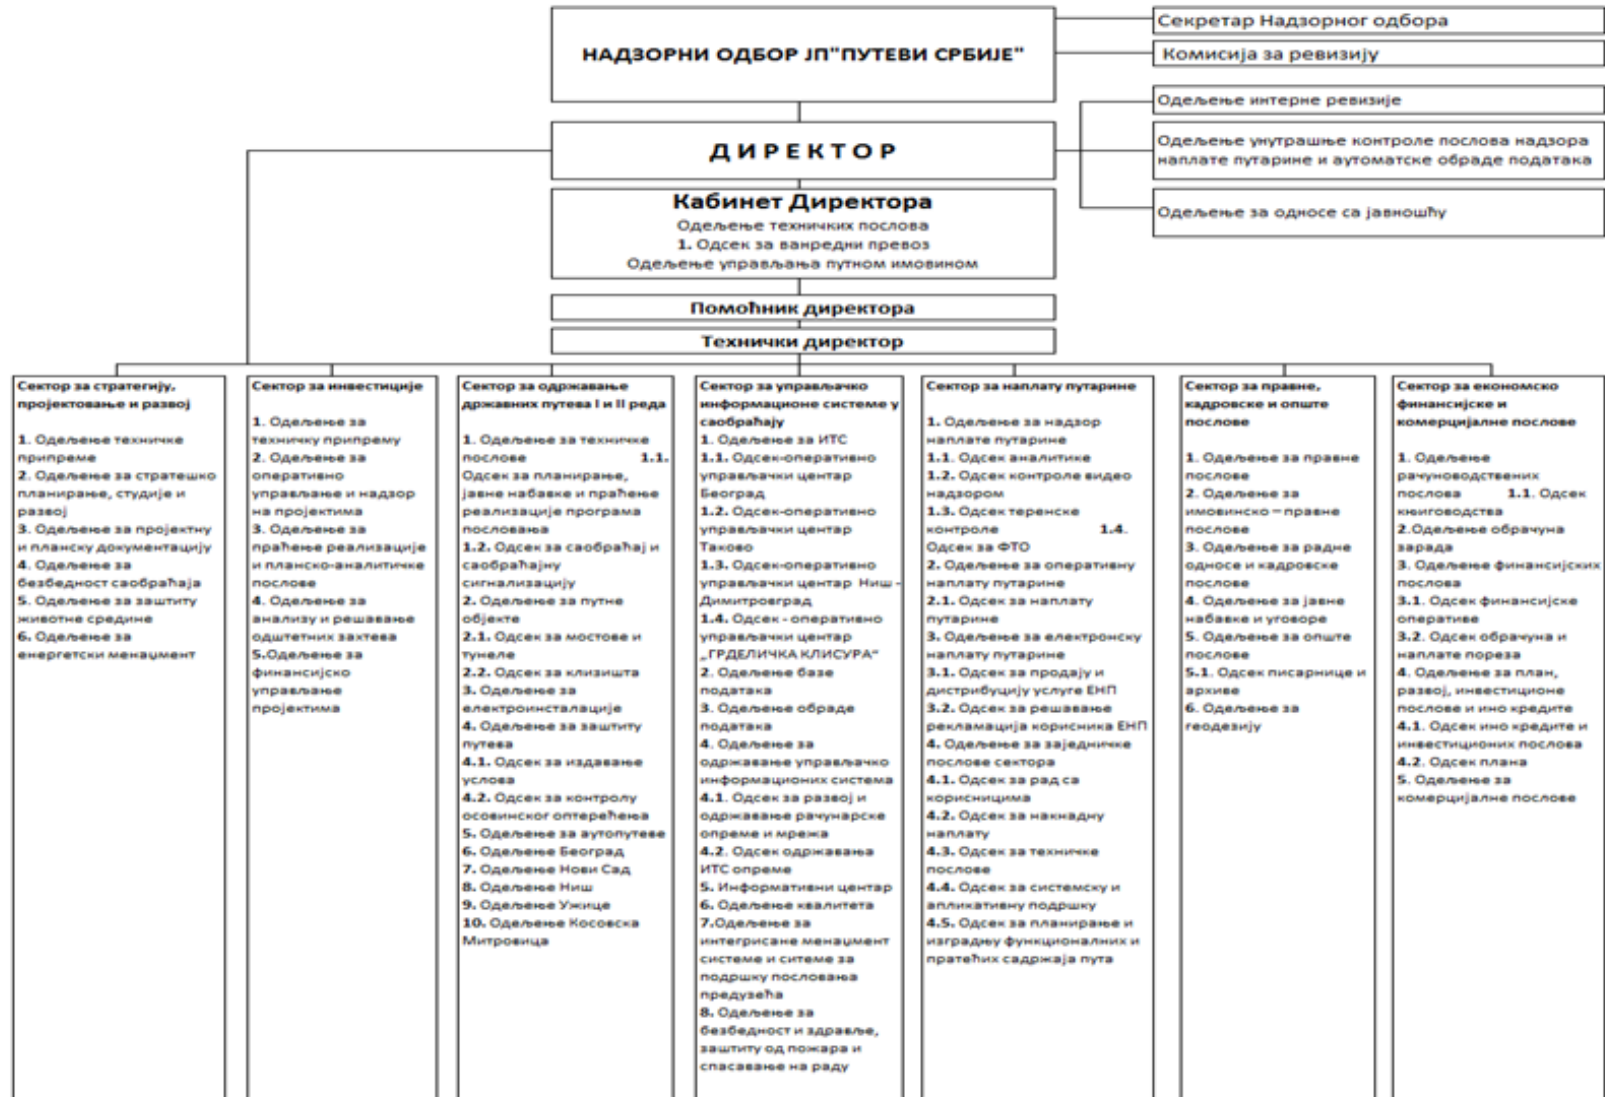 НАДЗОРНИ ОДБОР ЈП"ПУТЕВИ СРБИЈЕ"
Секретар Надзорног одбора
Комисија за ревизију
Одељење интерне ревизије
Одељење унутрашње контроле послова надзора
наплате путарине и аутоматске обраде података
Одељење за односе са јавношћу
Д И Р Е К Т О Р
Кабинет Директора
Одељење техничких послова
1. Одсек за ванредни превоз
Одељење управљања путном имовином
Помоћник директора
Технички директор
Сектор за стратегију,
пројектовање и развој
1. Одељење техничке
припреме
2. Одељење за стратешко
планирање, студије и
развој
3. Одељење за пројектну
и планску документацију
4. Одељење за
безбедност саобраћаја
5. Одељење за заштиту
животне средине
6. Одељење за
енергетски менаџмент
Сектор за инвестиције
1. Одељење за
техничку припрему
2. Одељење за
оперативно
управљање и надзор
на пројектима
3. Одељење за
праћење реализације
и планско-аналитичке
послове
4. Одељење за
анализу и решавање
одштетних захтева
5.Одељење за
финансијско
управљање
пројектима
Сектор за одржавање
државних путева I и II реда
1. Одељење за техничке
послове 1.1.
Одсек за планирање,
јавне набавке и праћење
реализације програма
пословања
1.2. Одсек за саобраћај и
саобраћајну
сигнализацију
2. Одељење за путне
објекте
2.1. Одсек за мостове и
тунеле
2.2. Одсек за клизишта
3. Одељење за
електроинсталације
4. Одељење за заштиту
путева
4.1. Одсек за издавање
услова
4.2. Одсек за контролу
осовинског оптерећења
5. Одељење за аутопутеве
6. Одељење Београд
7. Одељење Нови Сад
8. Одељење Ниш
9. Одељење Ужице
10. Одељење Косовска
Митровица
Сектор за управљачко
информационе системе у
саобраћају
1. Одељење за ИТС
1.1. Одсек-оперативно
управљачки центар
Београд
1.2. Одсек-оперативно
управљачки центар
Таково
1.3. Одсек-оперативно
управљачки центар Ниш -
Димитровград
1.4. Одсек - оперативно
управљачки центар
„ГРДЕЛИЧКА КЛИСУРА“
2. Одељење базе
података
3. Одељење обраде
података
4. Одељење за
одржавање управљачко
информационих система
4.1. Одсек за развој и
одржавање рачунарске
опреме и мрежа
4.2. Одсек одржавања
ИТС опреме
5. Информативни центар
6. Одељење квалитета
7.Одељење за
интегрисане менаџмент
системе и ситеме за
подршку пословања
предузећа
8. Одељење за
безбедност и здравље,
заштиту од пожара и
спасавање на раду
Сектор за наплату путарине
1. Одељење за надзор
наплате путарине
1.1. Одсек аналитике
1.2. Одсек контроле видео
надзором
1.3. Одсек теренске
контроле 1.4.
Одсек за ФТО
2. Одељење за оперативну
наплату путарине
2.1. Одсек за наплату
путарине
3. Одељење за електронску
наплату путарине
3.1. Одсек за продају и
дистрибуцију услуге ЕНП
3.2. Одсек за решавање
рекламација корисника ЕНП
4. Одељење за заједничке
послове сектора
4.1. Одсек за рад са
корисницима
4.2. Одсек за накнадну
наплату
4.3. Одсек за техничке
послове
4.4. Одсек за системску и
апликативну подршку
4.5. Одсек за планирање и
изградњу функционалних и
пратећих садржаја пута
Сектор за правне,
кадровске и опште
послове
1. Одељење за правне
послове
2. Одељење за
имовинско – правне
послове
3. Одељење за радне
односе и кадровске
послове
4. Одељење за јавне
набавке и уговоре
5. Одељење за опште
послове
5.1. Одсек писарнице и
архиве
6. Одељење за
геодезију
Сектор за економско
финансијске и
комерцијалне послове
1. Одељење
рачуноводствених
послова 1.1. Одсек
књиговодства
2.Одељење обрачуна
зарада
3. Одељење финансијских
послова
3.1. Одсек финансијске
оперативе
3.2. Одсек обрачуна и
наплате пореза
4. Одељење за план,
развој, инвестиционе
послове и ино кредите
4.1. Одсек ино кредите и
инвестиционих послова
4.2. Одсек плана
5. Одељење за
комерцијалне послове